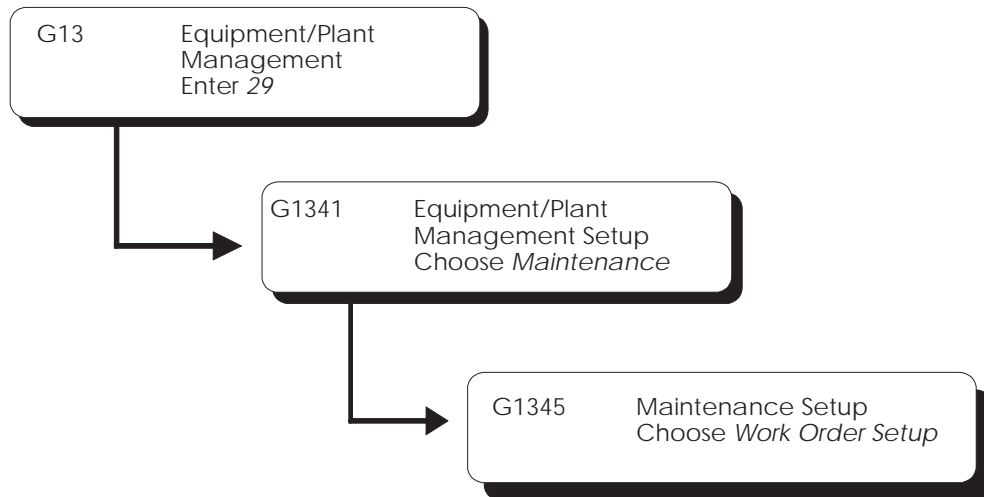 G13 Equipment/Plant
Management
Enter 29
G1341 Equipment/Plant
Management Setup
Choose Maintenance
G1345 Maintenance Setup
Choose Work Order Setup